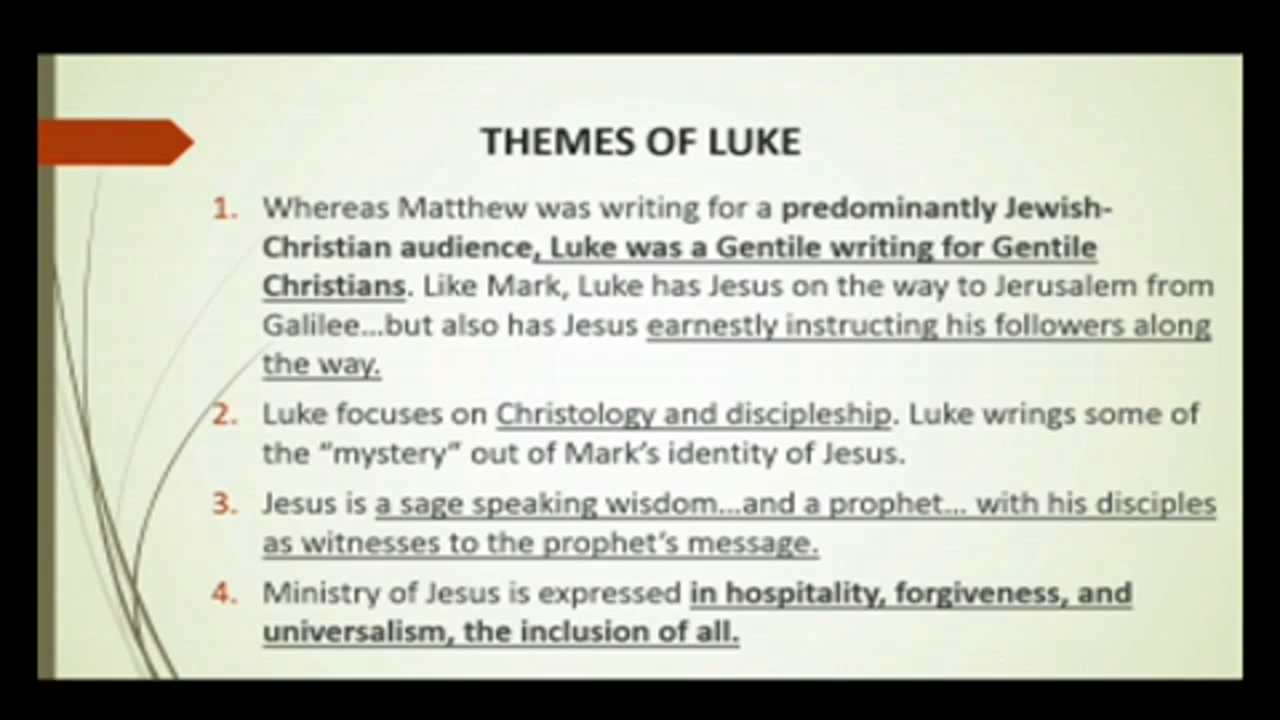 THEMES OF LUKE
1. Whereas Matthew was writing for a predominantly Jewish-
Christian audience, Luke was a Gentile writing for Gentile
Christians. Like Mark, Luke has Jesus on the way to Jerusalem from
Galilee...but also has Jesus earnestly instructing his followers along
the way.
2. Luke focuses on Christology and discipleship. Luke wrings some of
the “mystery” out of Mark’s identity of Jesus.
3. Jesus is a sage speaking wisdom...and a prophet... with his disciples
as witnesses to the prophet’s message.
4. Ministry of Jesus is expressed in hospitality, forgiveness, and
universalism, the inclusion of all.